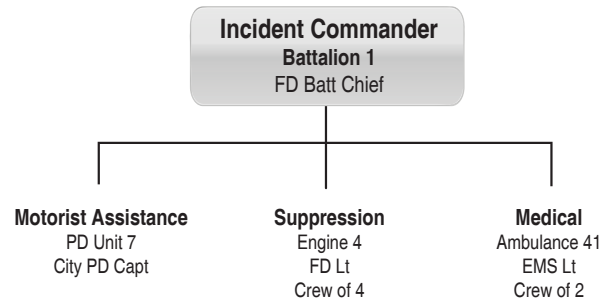 Incident Commander
Battalion 1
FD Batt Chief
Motorist Assistance
PD Unit 7
City PD Capt
Suppression
Engine 4
FD Lt
Crew of 4
Medical
Ambulance 41
EMS Lt
Crew of 2